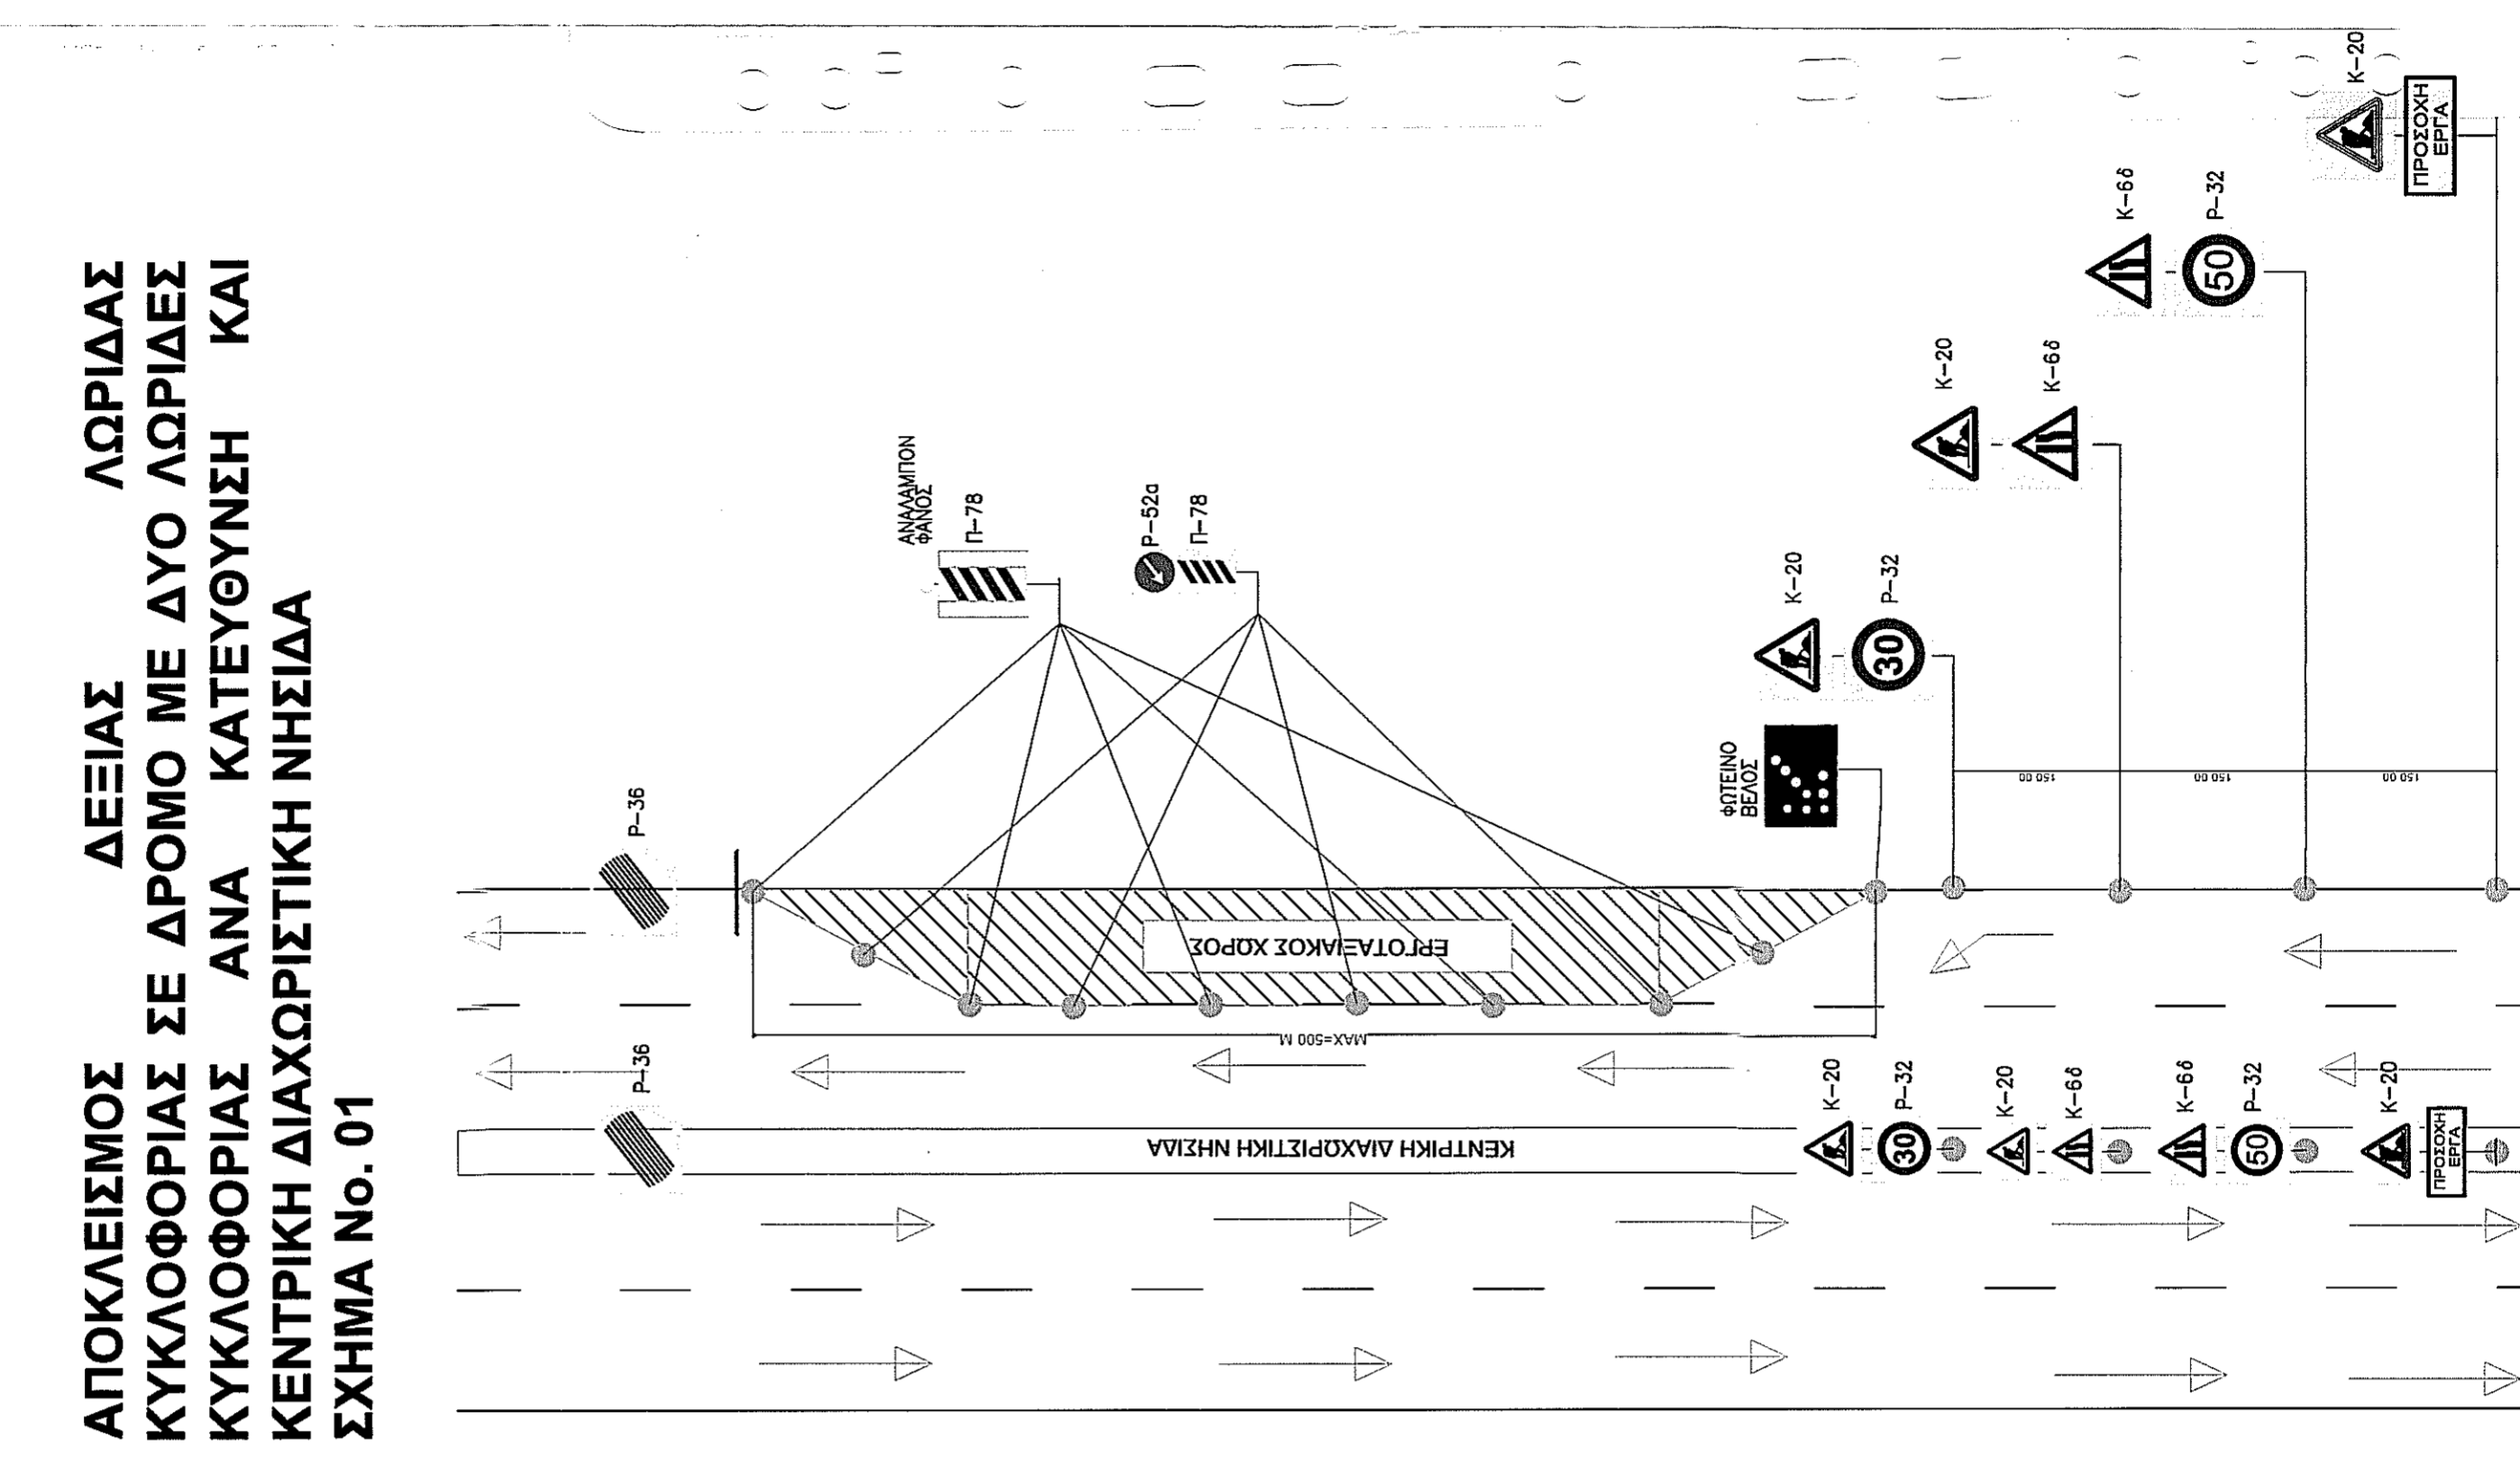 ΑΠΟΚΛΕΙΣΜΟΣ ΔΕΞΙΑΣ ΛΩΡΙΔΑΣ
ΚΥΚΛΟΦΟΡΙΑΣ ΣΕ ΔΡΟΜΟ ΜΕ ΔΥΟ ΛΩΡΙΔΕΣ
ΚΥΚΛΟΦΟΡΙΑΣ ΑΝΑ ΚΑΤΕΥΘΥΝΣΗ ΚΑΙ
ΚΕΝΤΡΙΚΗ ΔΙΑΧΩΡΙΣΤΙΚΗ ΝΗΣΙΔΑ
ΣΧΗΜΑ Νο. 01
Ρ-36
Ρ-36
ΑΝΑΛΑΜΠΟΝ
ΦΑΝΟΣ
Π-78
Ρ-52α
Π-78
ΕΡΓΟΤΑΞΙΑΚΟΣ ΧΩΡΟΣ
MAX=500 M
ΚΕΝΤΡΙΚΗ ΔΙΑΧΩΡΙΣΤΙΚΗ ΝΗΣΙΔΑ
ΦΩΤΕΙΝΟ
ΒΕΛΟΣ
Κ-20
Ρ-32
30
Κ-20
Κ-6δ
Κ-6δ
Ρ-32
50
Κ-20
ΠΡΟΣΟΧΗ
ΕΡΓΑ
150 00
150 00
150 00
Κ-20
Ρ-32
30
Κ-20
Κ-6δ
Κ-6δ
Ρ-32
50
Κ-20
ΠΡΟΣΟΧΗ
ΕΡΓΑ